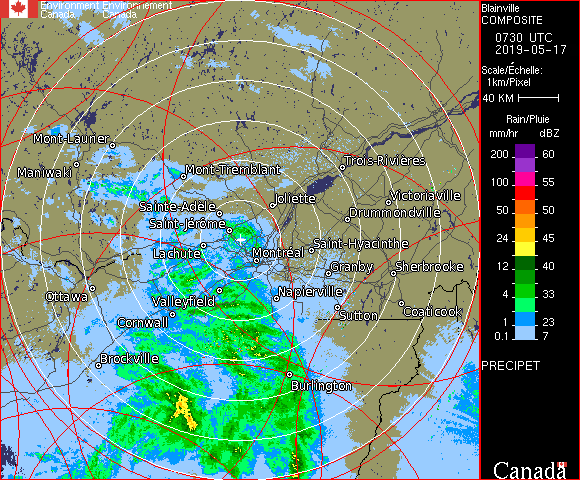 Environment Environnement
Canada Canada
Mont-Laurier
Maniwaki
Mont-Tremblant
Trois-Rivières
Sainte-Adèle
Joliette
Victoriaville
Drummondville
Saint-Jérôme
Lachute
Montréal
Saint-Hyacinthe
Granby
Sherbrooke
Ottawa
Valleyfield
Napierville
Cornwall
Sutton
Coaticook
Brockville
Burlington
Blainville
COMPOSITE
0730 UTC
2019-05-17
Scale/Échelle:
1km/Pixel
40 KM
Rain/Pluie
mm/hr dBZ
200 60
100 55
50 50
24 45
12 40
4 33
1 23
0.1 7
PRECIPET
Canada